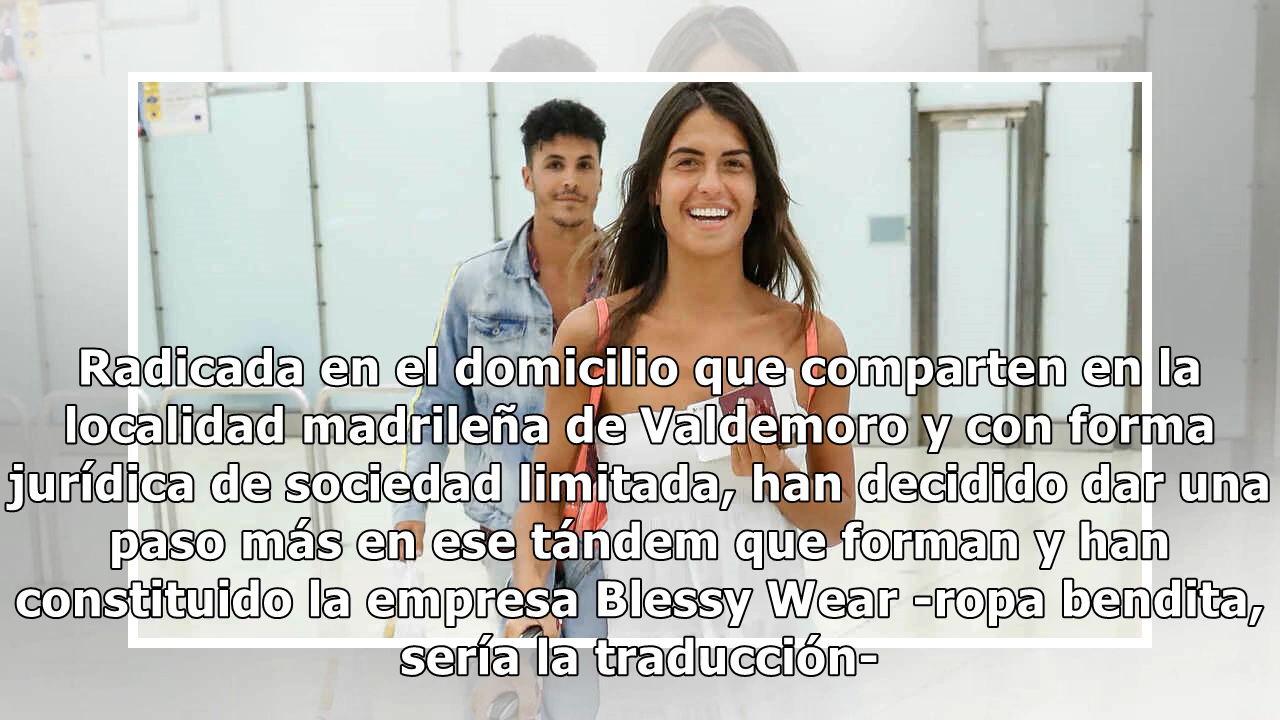 Radicada en el domicilio que comparten en la
localidad madrileña de Valdemoro y con forma
jurídica de sociedad limitada, han decidido dar una
paso más en ese tándem que forman y han
constituido la empresa Blessy Wear -ropa bendita,
sería la traducción-